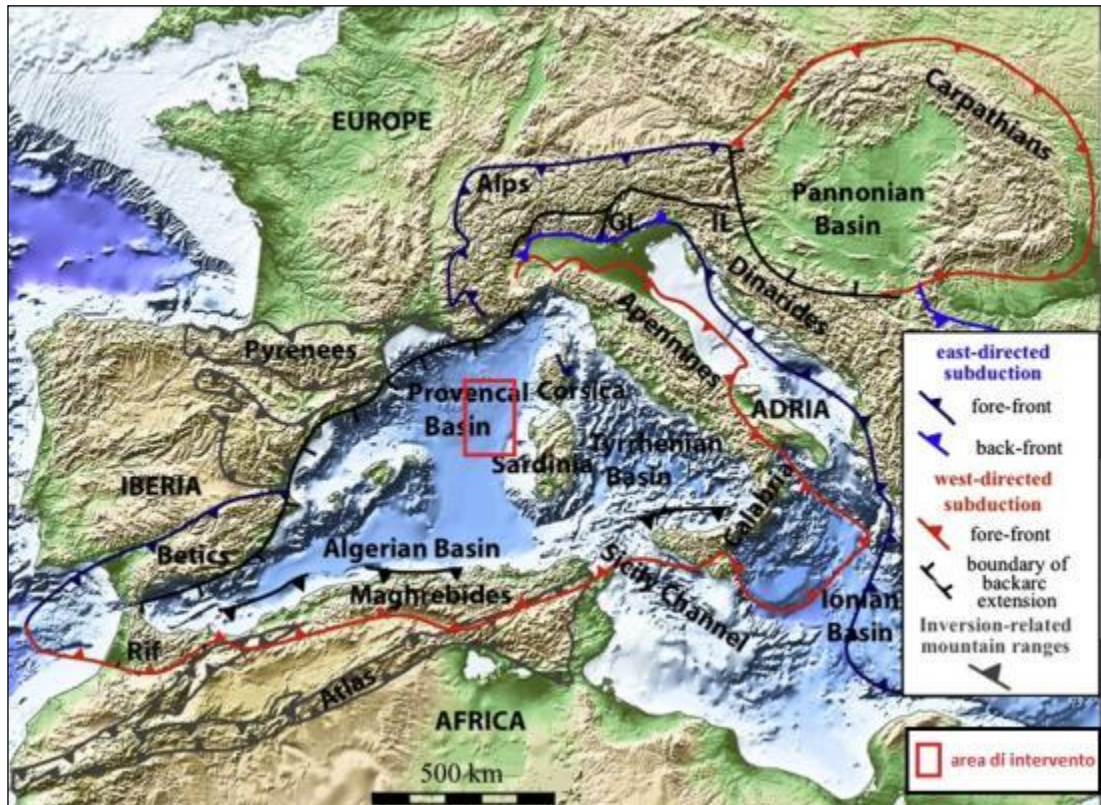 EUROPE
Carpathians
Alps
Pannonian
Basin
GL
IL
Dinatides
Apennines
Pyrenees
Provencal
Basin
Corsica
ADRIA
Tyrrhenian
Basin
Sardinia
IBERIA
Calabria
Betics
Algerian Basin
Sicily Channel
Maghrebides
Ionian
Basin
Rif
Atlas
AFRICA
500 km
east-directed
subduction
fore-front
back-front
west-directed
subduction
fore-front
boundary of
backarc
extension
Inversion-related
mountain ranges
area di intervento